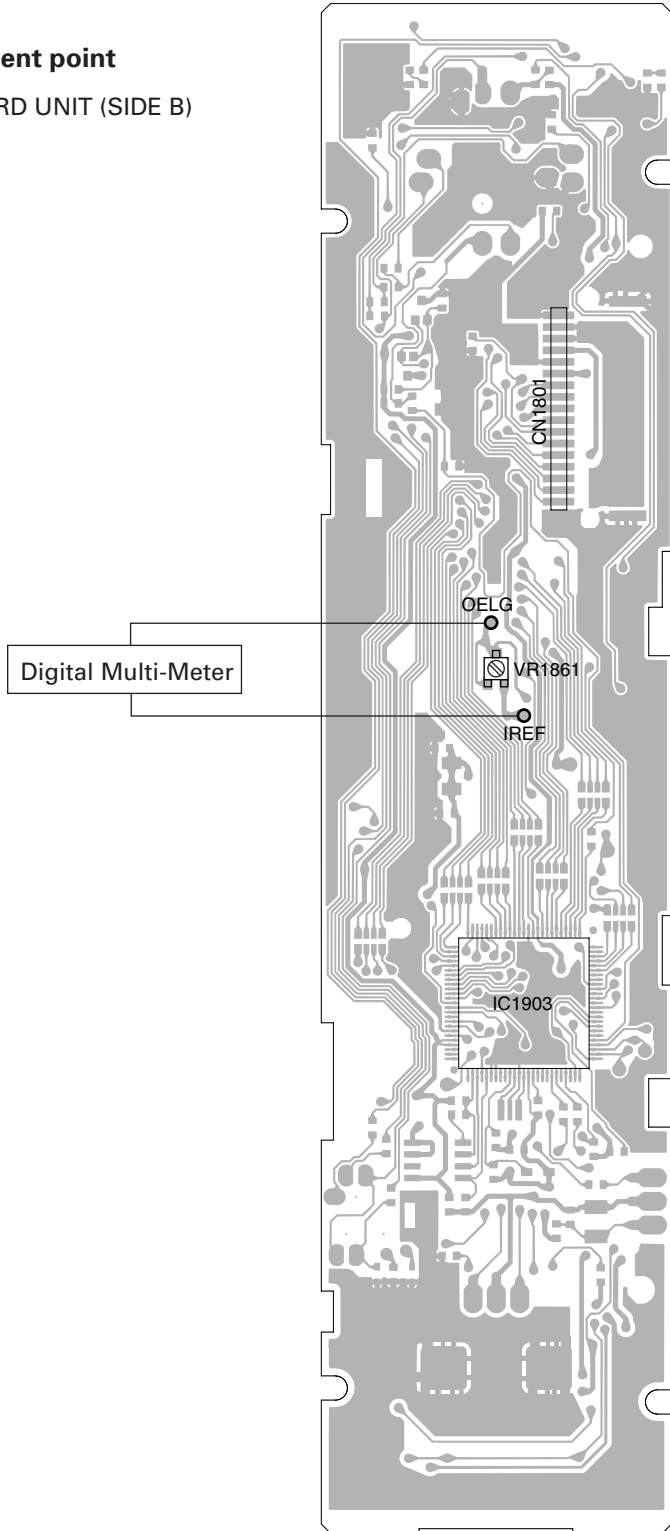 ent point
RD UNIT (SIDE B)
CN1801
OELG
Digital Multi-Meter
VR1861
IREF
IC1903